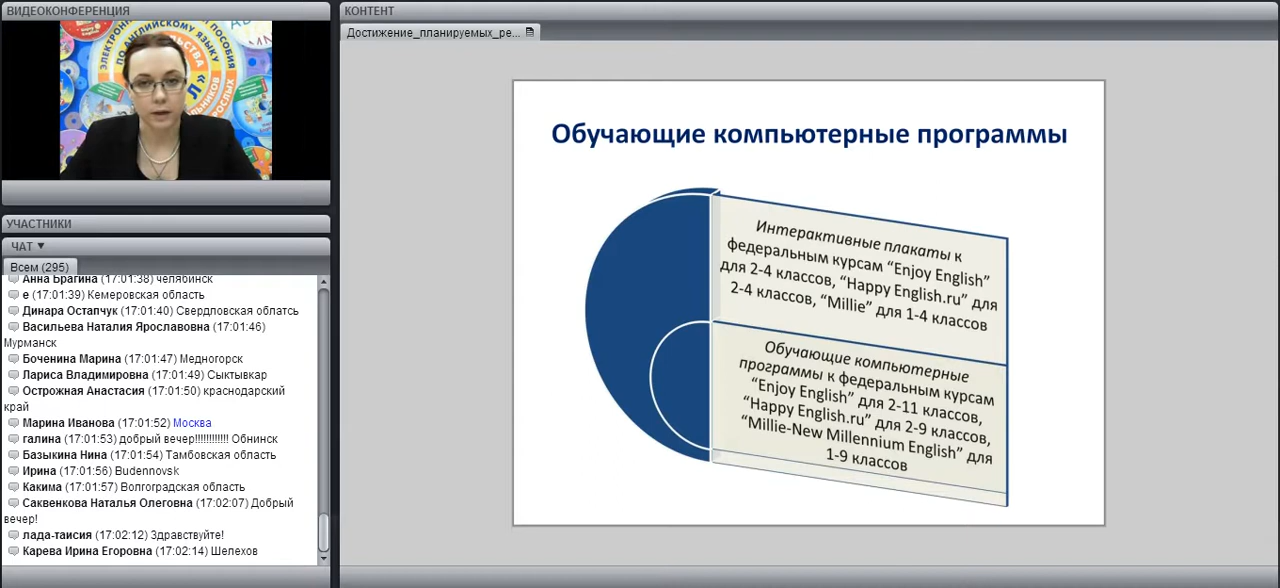 ВИДЕОКОНФЕРЕНЦИЯ
ЭЛЕКТРОН
ПОСОБИЯ
ПО АНГЛИЙСКОМУ ЯЗЫКУ
УЧАСТНИКИ
ЧАТ ▼
Всем (295)
Анна Брагина (17:01:38) челябинск
е (17:01:39) Кемеровская область
Динара Остапчук (17:01:40) Свердловская облатсь
Васильева Наталия Ярославовна (17:01:46)
Мурманск
Боченина Марина (17:01:47) Медногорск
Лариса Владимировна (17:01:49) Сыктывкар
Острожная Анастасия (17:01:50) краснодарский
край
Марина Иванова (17:01:52) Москва
галина (17:01:53) добрый вечер!!!!!!!!!!!! Обнинск
Базыкина Нина (17:01:54) Тамбовская область
Ирина (17:01:56) Budennovsk
Какима (17:01:57) Волгоградская область
Саквенкова Наталья Олеговна (17:02:07) Добрый
вечер!
лада-таисия (17:02:12) Здравствуйте!
Карева Ирина Егоровна (17:02:14) Шелехов
КОНТЕНТ
Достижение_планируемых_ре...
Обучающие компьютерные программы
Интерактивные плакаты к
федеральным курсам “Enjoy English”
для 2-4 классов, “Happy English.ru” для
2-4 классов, “Millie” для 1-4 классов
Обучающие компьютерные
программы к федеральным курсам
“Enjoy English” для 2-11 классов,
“Happy English.ru” для 2-9 классов,
“Millie-New Millennium English” для
1-9 классов